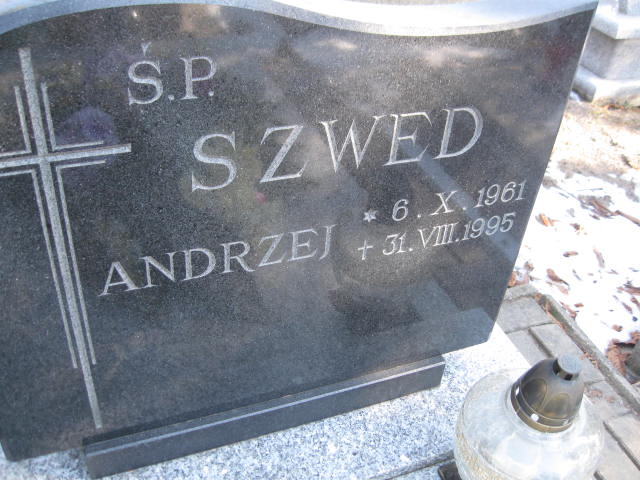 Ś.P.
SZWED
ANDRZEJ
* 6. X. 1961
+ 31. VIII. 1995